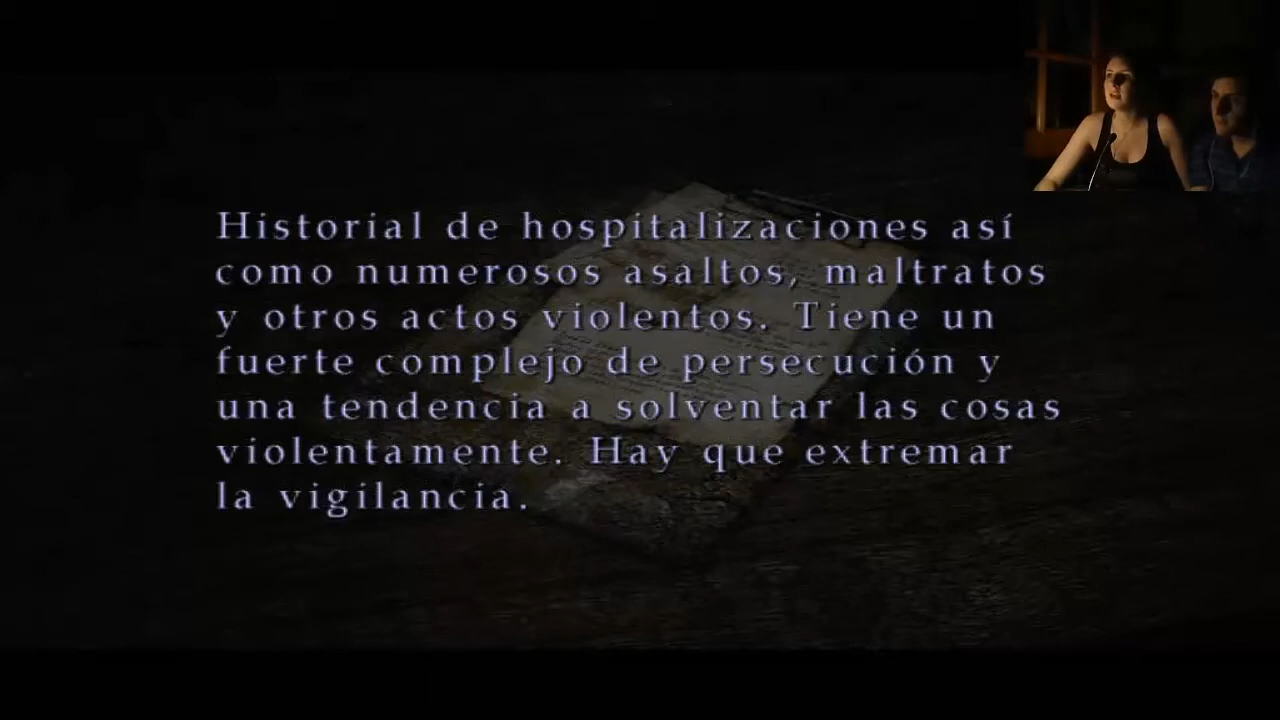 Historial de hospitalizaciones así
como numerosos asaltos, maltratos
y otros actos violentos. Tiene un
fuerte complejo de persecución y
una tendencia a solventar las cosas
violentamente. Hay que extremar
la vigilancia.